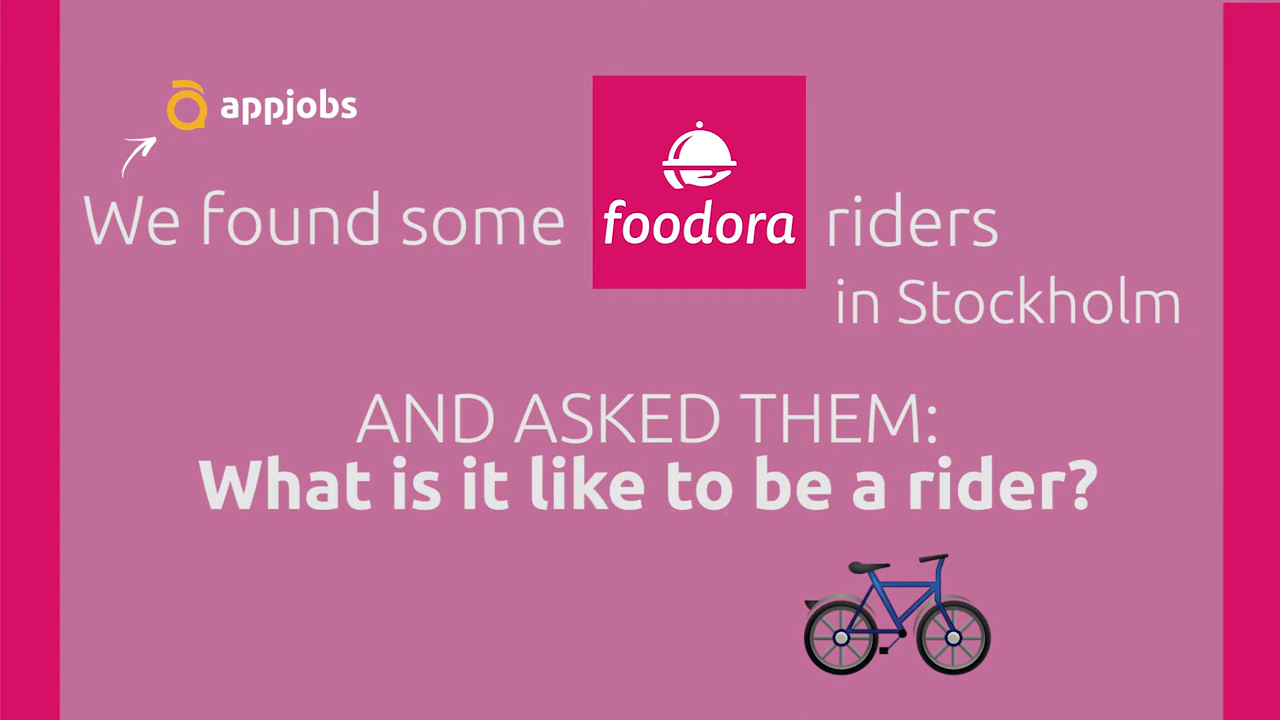 appjobs
We found some foodora riders
in Stockholm
AND ASKED THEM:
What is it like to be a rider?